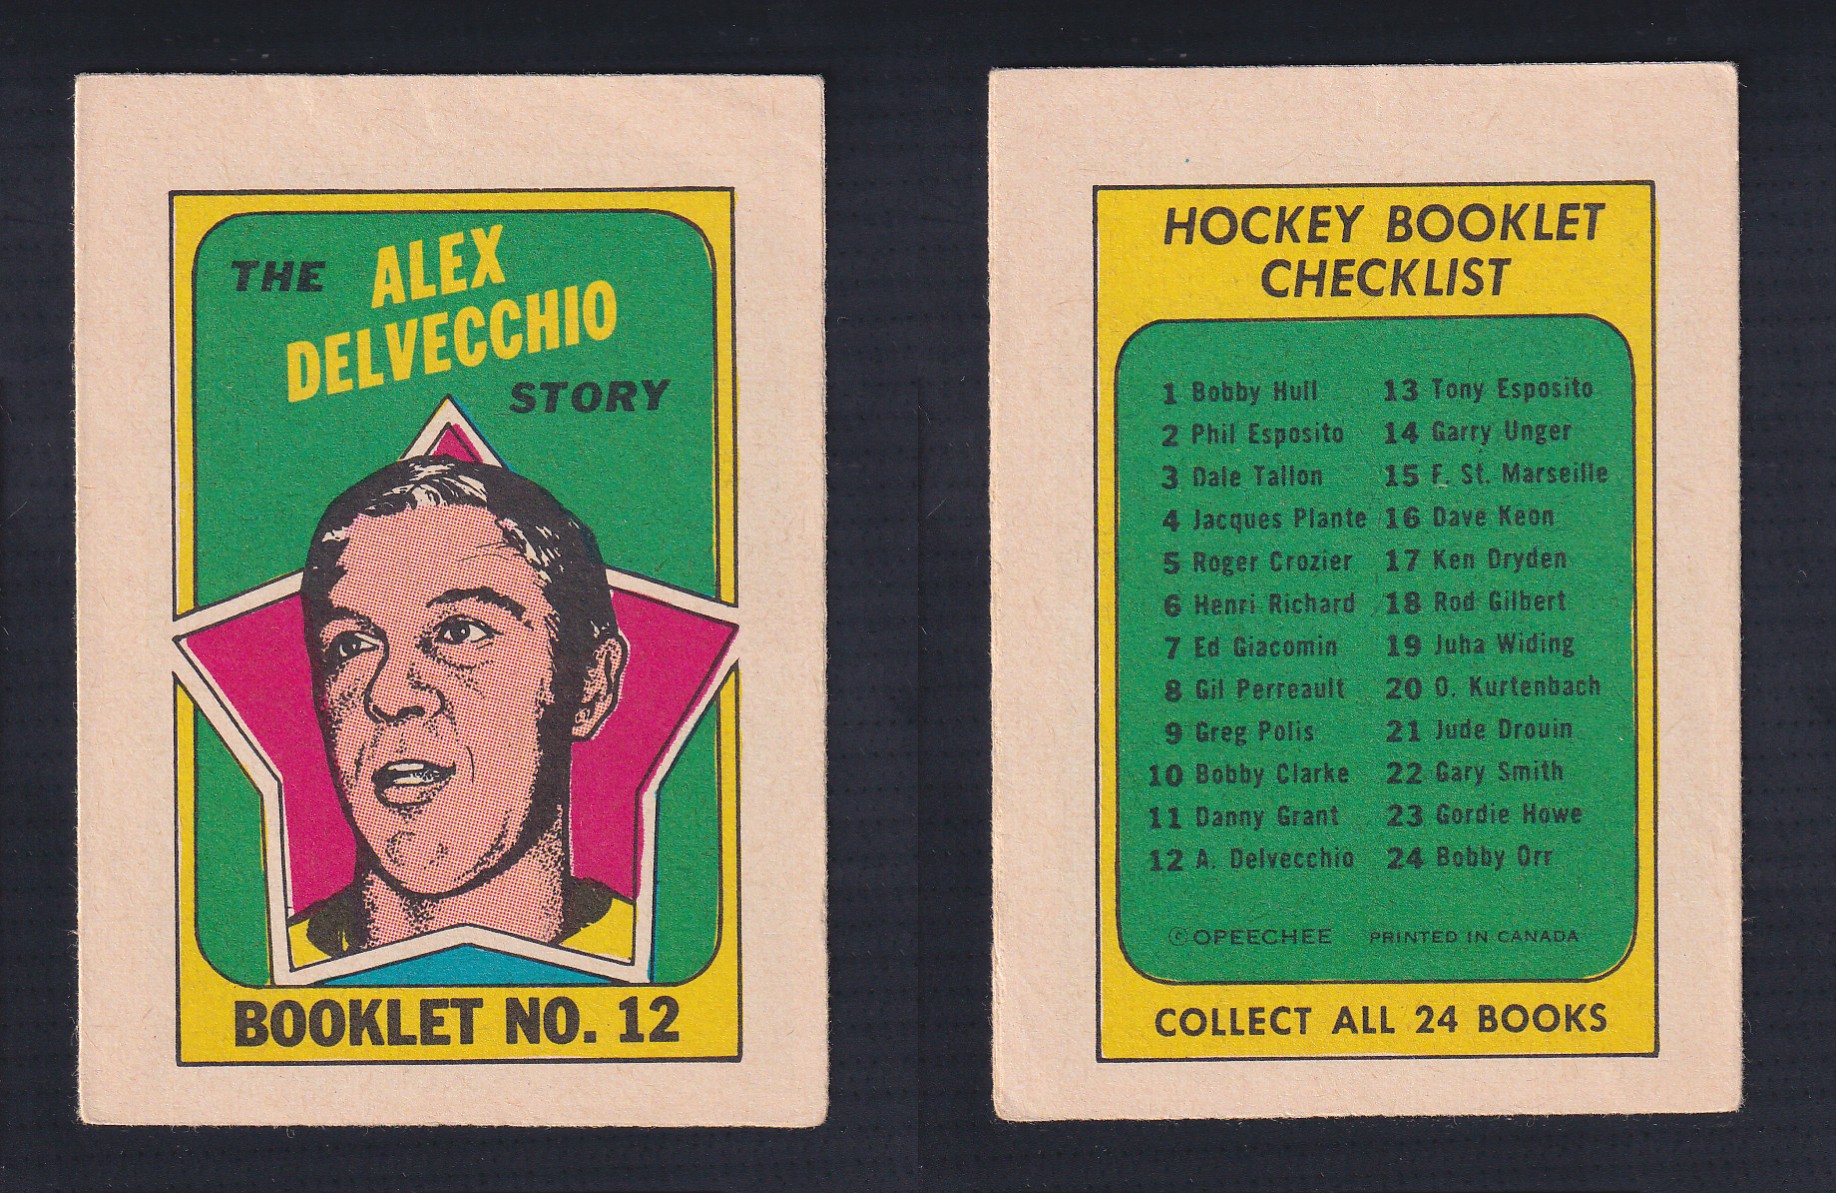 THE ALEX
DELVECCHIO
STORY
BOOKLET NO. 12
HOCKEY BOOKLET
CHECKLIST
1 Bobby Hull
2 Phil Esposito
3 Dale Tallon
4 Jacques Plante
5 Roger Crozier
6 Henri Richard
7 Ed Giacomin
8 Gil Perreault
9 Greg Polis
10 Bobby Clarke
11 Danny Grant
12 A. Delvecchio
13 Tony Esposito
14 Garry Unger
15 F. St. Marseille
16 Dave Keon
17 Ken Dryden
18 Rod Gilbert
19 Juha Widing
20 O. Kurtenbach
21 Jude Drouin
22 Gary Smith
23 Gordie Howe
24 Bobby Orr
© OPEECHEE PRINTED IN CANADA
COLLECT ALL 24 BOOKS